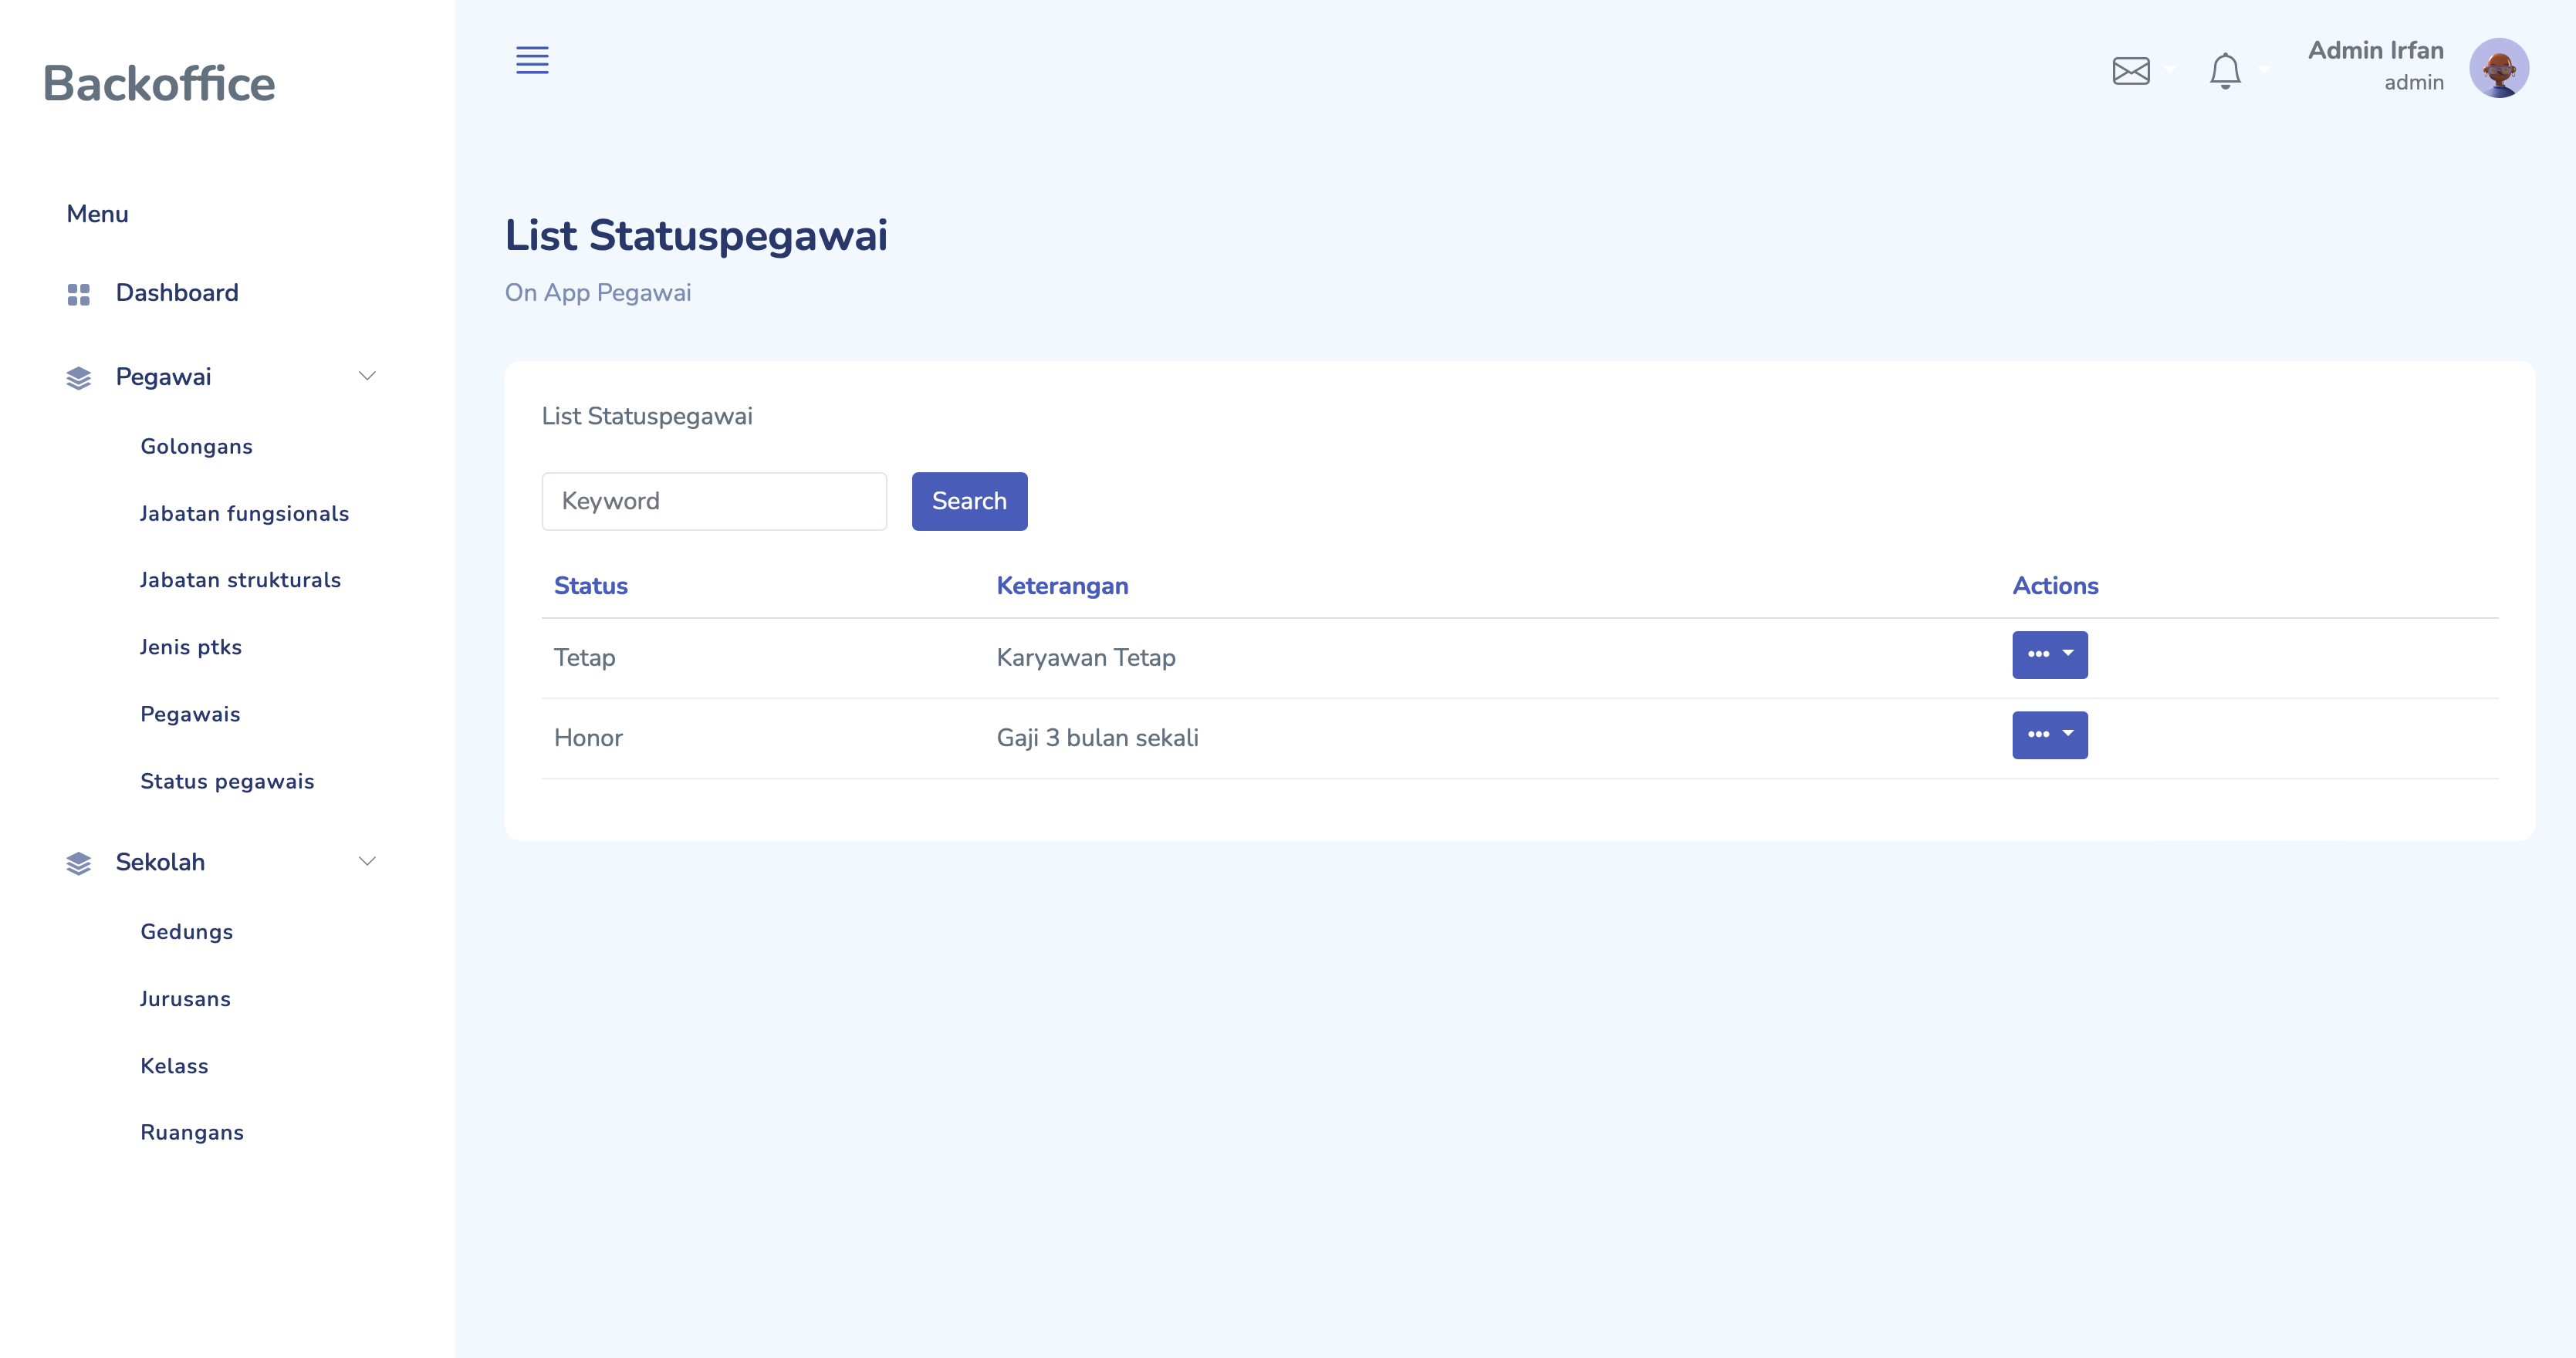 Backoffice
Menu
Dashboard
Pegawai
Golongans
Jabatan fungsionals
Jabatan strukturals
Jenis ptks
Pegawais
Status pegawais
Sekolah
Gedungs
Jurusans
Kelass
Ruangans
Admin Irfan
admin
List Statuspegawai
On App Pegawai
List Statuspegawai
Keyword Search
Status Keterangan Actions
Tetap Karyawan Tetap
Honor Gaji 3 bulan sekali